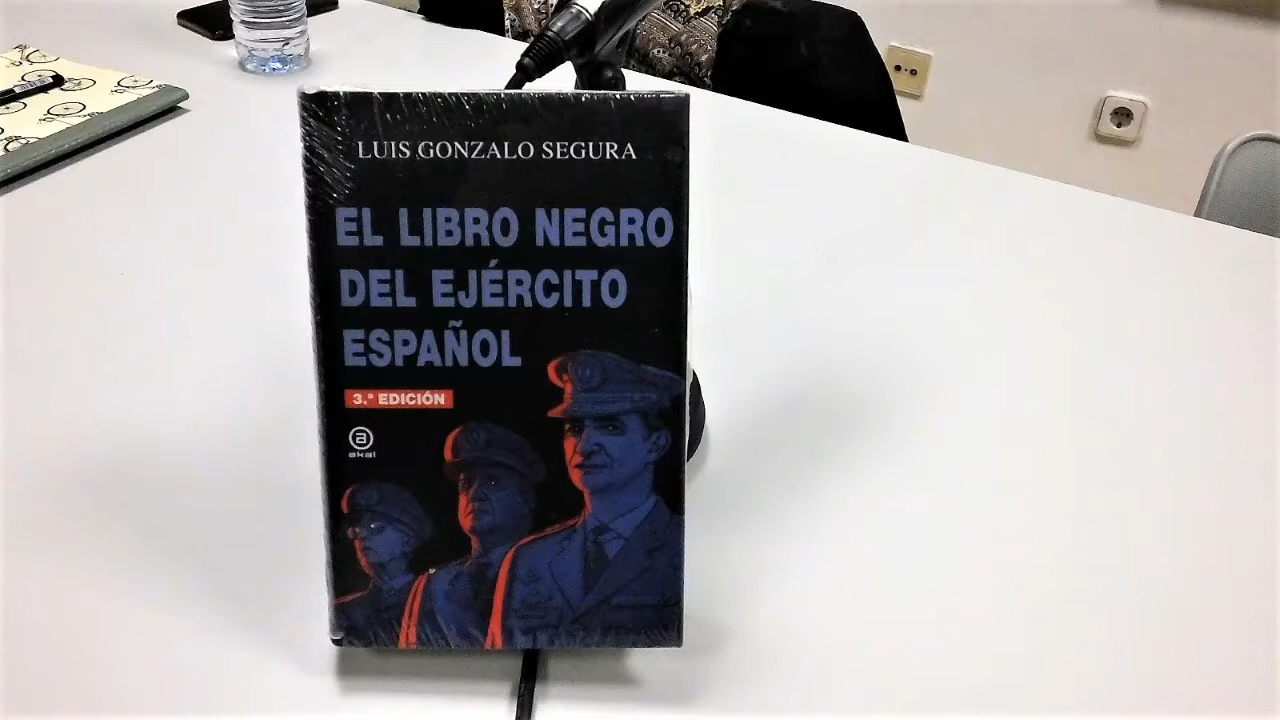 LUIS GONZALO SEGURA
EL LIBRO NEGRO
DEL EJÉRCITO
ESPAÑOL
3.ª EDICIÓN
a
akal